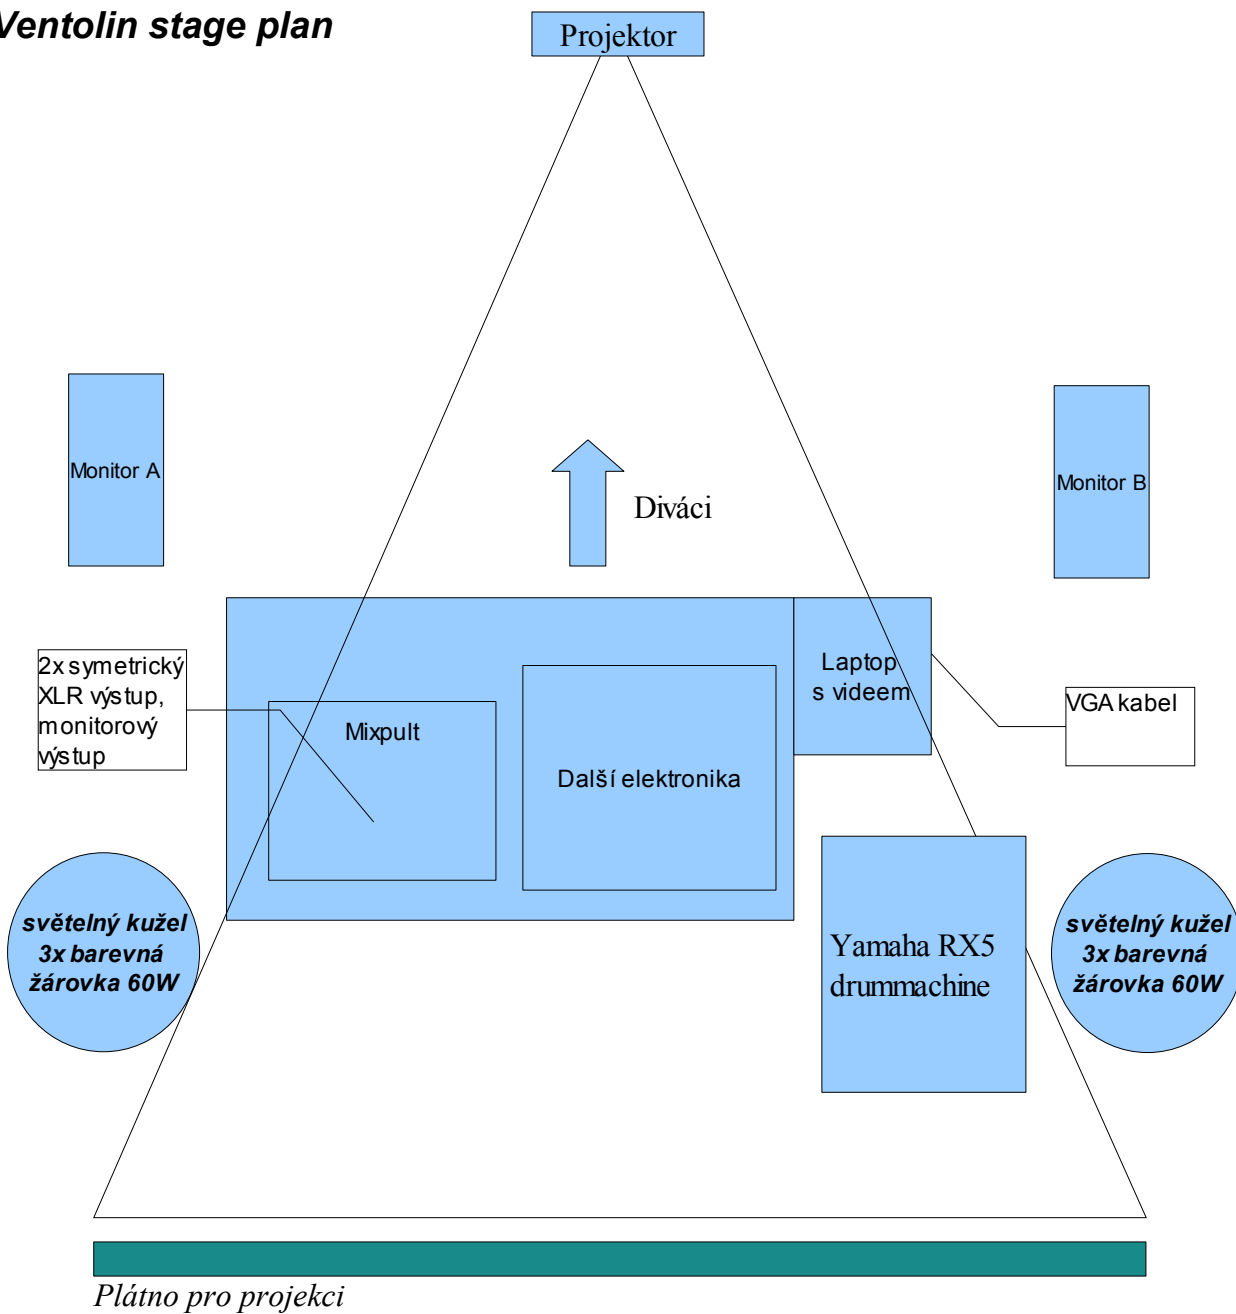 Ventolin stage plan
Projektor
Monitor A
Monitor B
Diváci
2x symetrický
XLR výstup,
monitorový
výstup
Mixpult
Další elektronika
Laptop
s videem
VGA kabel
světelný kužel
3x barevná
žárovka 60W
Yamaha RX5
drummachine
světelný kužel
3x barevná
žárovka 60W
Plátno pro projekci